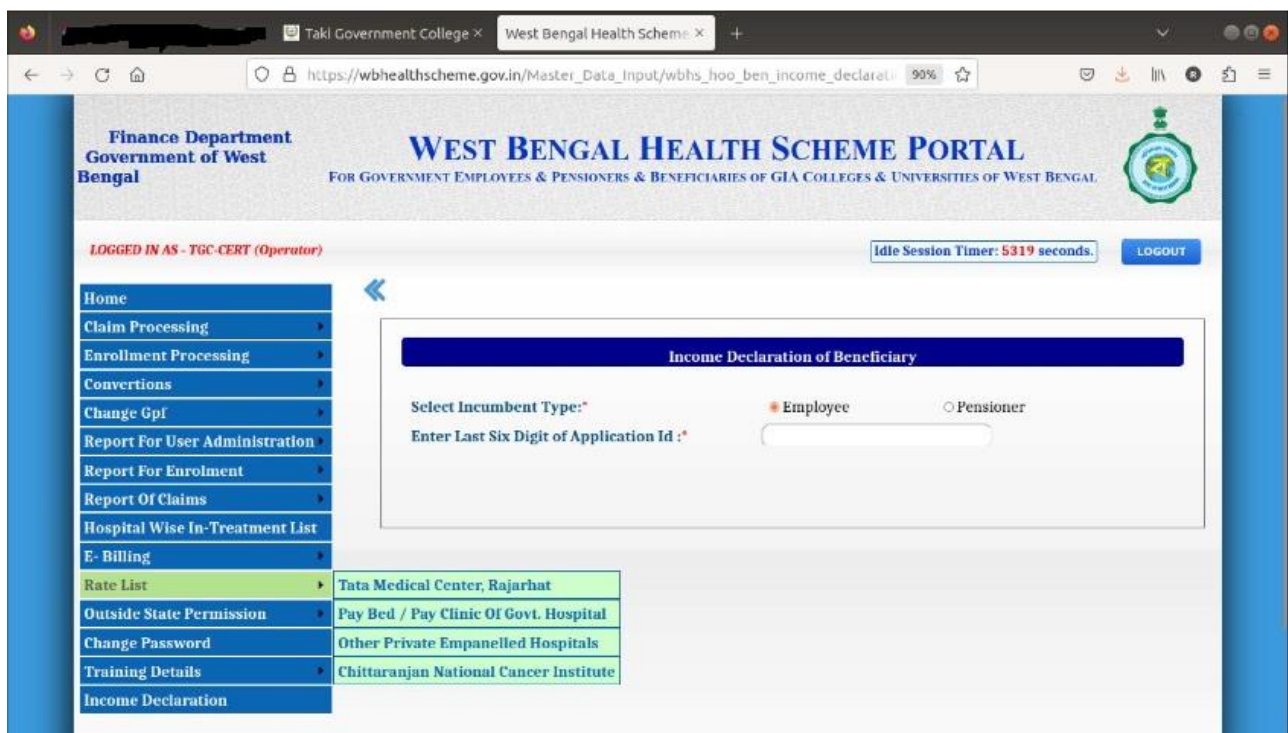 Taki Government College ×
West Bengal Health Scheme ×
+
https://wbhealthscheme.gov.in/Master_Data_Input/wbhs_hoo_ben_income_declarati
90%
Finance Department
Government of West
Bengal
WEST BENGAL HEALTH SCHEME PORTAL
FOR GOVERNMENT EMPLOYEES & PENSIONERS & BENEFICIARIES OF GIA COLLEGES & UNIVERSITIES OF WEST BENGAL
LOGGED IN AS - TGC-CERT (Operator)
Idle Session Timer: 5319 seconds.
LOGOUT
Home
Claim Processing
Enrollment Processing
Convertions
Change Gpf
Report For User Administration
Report For Enrolment
Report Of Claims
Hospital Wise In-Treatment List
E- Billing
Rate List
Outside State Permission
Change Password
Training Details
Income Declaration
Tata Medical Center, Rajarhat
Pay Bed / Pay Clinic Of Govt. Hospital
Other Private Empanelled Hospitals
Chittaranjan National Cancer Institute
Income Declaration of Beneficiary
Select Incumbent Type:* Employee Pensioner
Enter Last Six Digit of Application Id :*